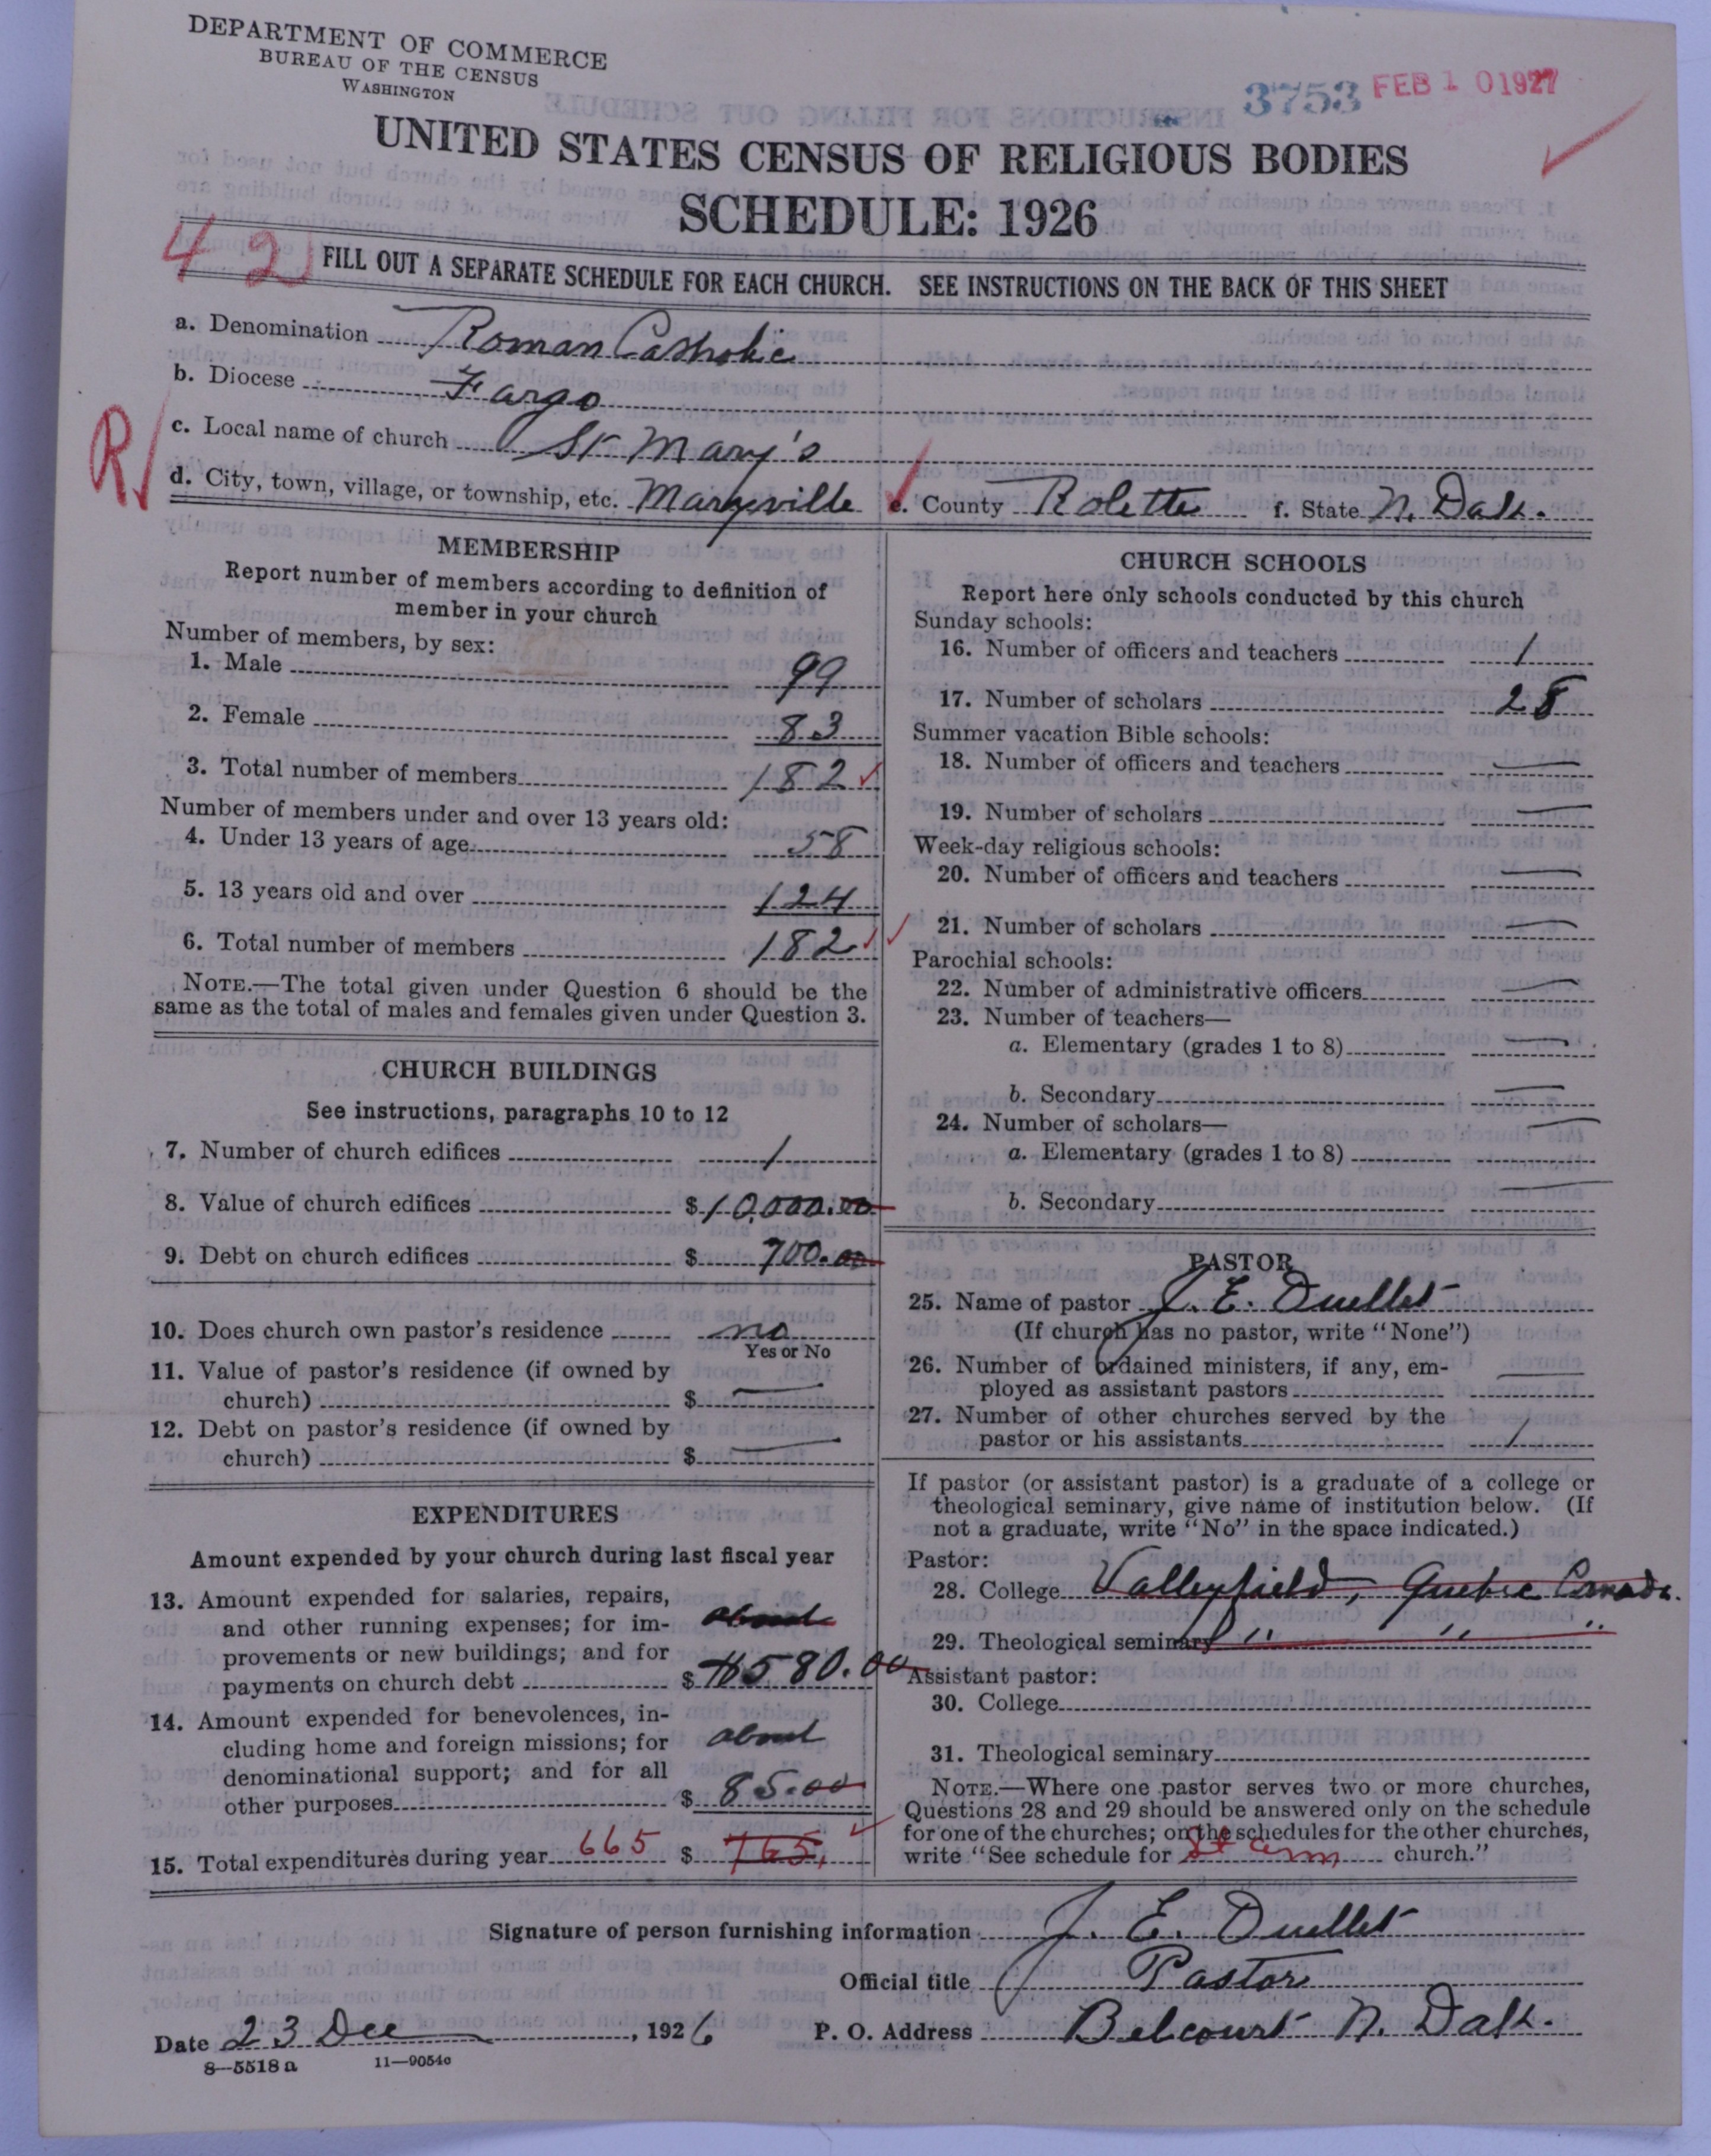 DEPARTMENT OF COMMERCE
BUREAU OF THE CENSUS
WASHINGTON
3753 FEB 10 1927
UNITED STATES CENSUS OF RELIGIOUS BODIES
SCHEDULE: 1926
42
FILL OUT A SEPARATE SCHEDULE FOR EACH CHURCH. SEE INSTRUCTIONS ON THE BACK OF THIS SHEET
a. Denomination Roman Catholic
b. Diocese Fargo
R
c. Local name of church St Mary's
d. City, town, village, or township, etc. Maryville e. County Rolette f. State N. Dak.
MEMBERSHIP
Report number of members according to definition of
member in your church
Number of members, by sex:
1. Male 99
2. Female 83
3. Total number of members 182
Number of members under and over 13 years old:
4. Under 13 years of age 58
5. 13 years old and over 124
6. Total number of members 182
NOTE.—The total given under Question 6 should be the
same as the total of males and females given under Question 3.
CHURCH BUILDINGS
See instructions, paragraphs 10 to 12
7. Number of church edifices 1
8. Value of church edifices $10,000.00
9. Debt on church edifices $ 700.00
10. Does church own pastor's residence no
Yes or No
11. Value of pastor's residence (if owned by
church) $ —
12. Debt on pastor's residence (if owned by
church) $ —
EXPENDITURES
Amount expended by your church during last fiscal year
13. Amount expended for salaries, repairs,
and other running expenses; for im- about
provements or new buildings; and for
payments on church debt $ $580.00
14. Amount expended for benevolences, in-
cluding home and foreign missions; for about
denominational support; and for all
other purposes $ 85.00
15. Total expenditures during year 665 $ 765.
CHURCH SCHOOLS
Report here only schools conducted by this church
Sunday schools:
16. Number of officers and teachers 1
17. Number of scholars 28
Summer vacation Bible schools:
18. Number of officers and teachers —
19. Number of scholars —
Week-day religious schools:
20. Number of officers and teachers —
21. Number of scholars —
Parochial schools:
22. Number of administrative officers —
23. Number of teachers—
a. Elementary (grades 1 to 8) —
b. Secondary —
24. Number of scholars— —
a. Elementary (grades 1 to 8)
b. Secondary —
PASTOR
25. Name of pastor J. E. Ouellet
(If church has no pastor, write "None")
26. Number of ordained ministers, if any, em-
ployed as assistant pastors —
27. Number of other churches served by the
pastor or his assistants 1
If pastor (or assistant pastor) is a graduate of a college or
theological seminary, give name of institution below. (If
not a graduate, write "No" in the space indicated.)
Pastor:
28. College Valleyfield, Quebec Canada.
29. Theological seminary " " "
Assistant pastor:
30. College
31. Theological seminary
NOTE.—Where one pastor serves two or more churches,
Questions 28 and 29 should be answered only on the schedule
for one of the churches; on the schedules for the other churches,
write "See schedule for St Ann church."
Signature of person furnishing information J. E. Ouellet
Official title Pastor
Date 23 Dec, 1926 P. O. Address Belcourt N. Dak.
8—5518 a 11—9054c